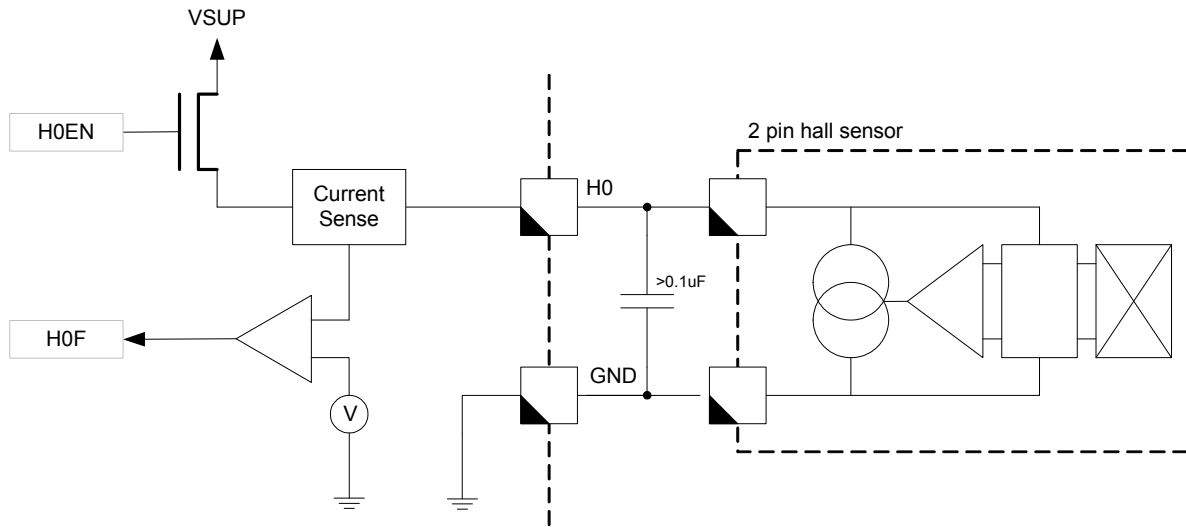 VSUP
H0EN
2 pin hall sensor
Current
Sense
H0
>0.1uF
H0F
GND
V